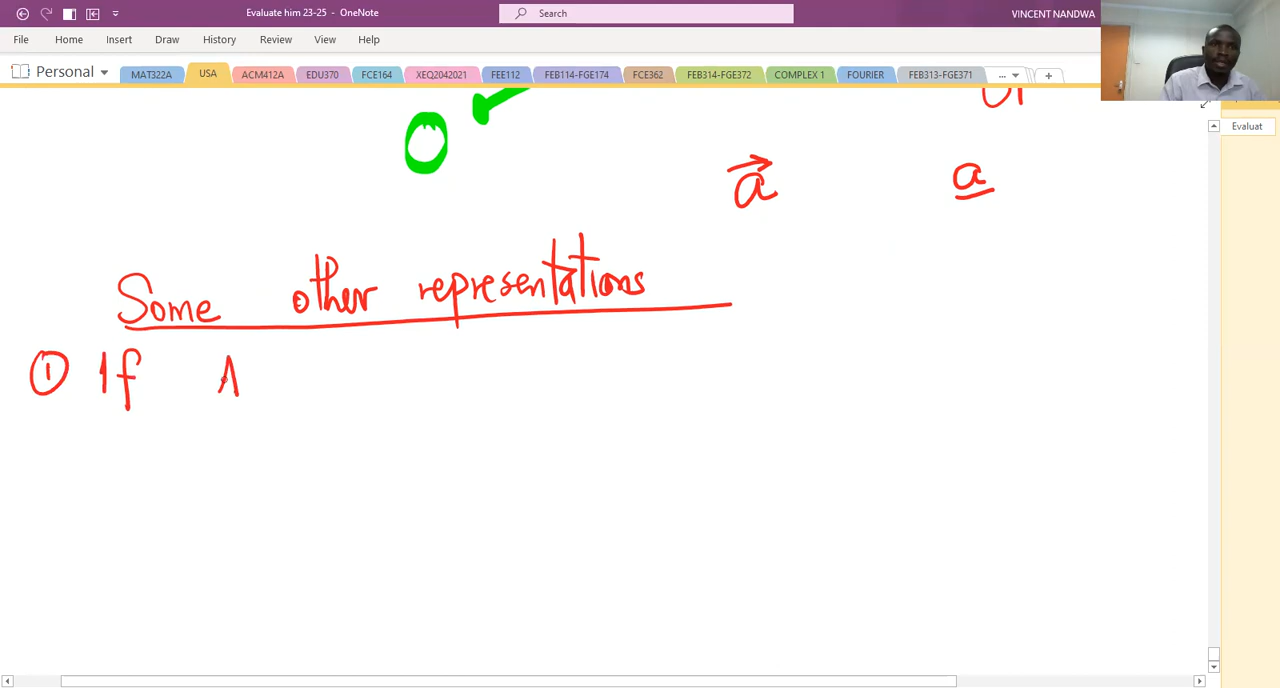 Evaluate him 23-25 - OneNote
Search
VINCENT NANDWA
File Home Insert Draw History Review View Help
Personal MAT322A USA ACM412A EDU370 FCE164 XEQ2042021 FEE112 FEB114-FGE174 FCE362 FEB314-FGE372 COMPLEX 1 FOURIER FEB313-FGE371 ...
Evaluat
O
or
a⃗ a
Some other representations
① If